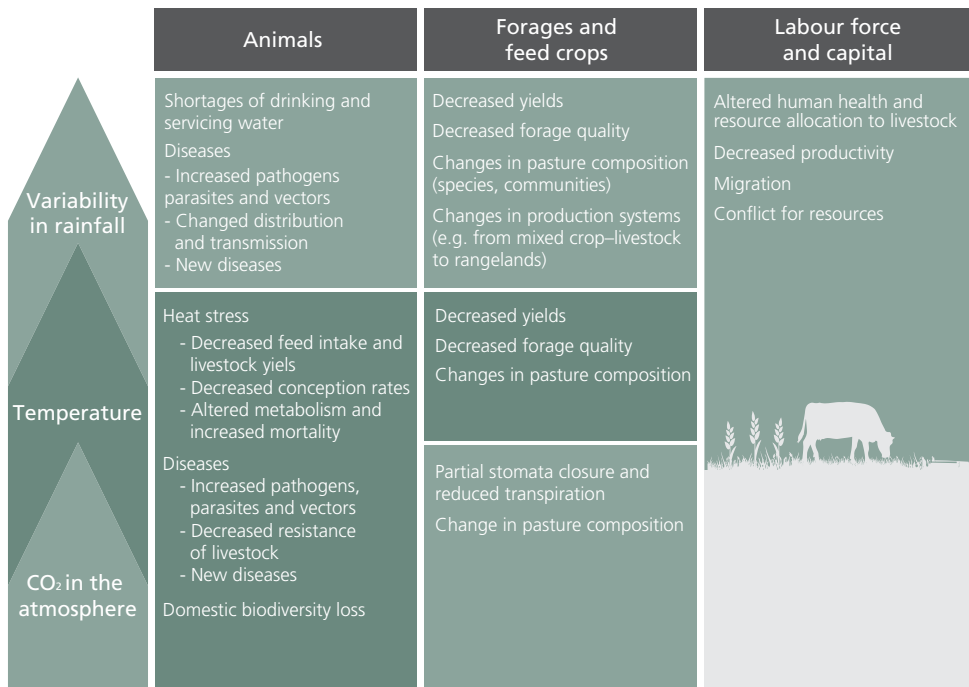 Animals
Forages and
feed crops
Labour force
and capital
Variability
in rainfall
Temperature
CO₂ in the
atmosphere
Shortages of drinking and
servicing water
Diseases
- Increased pathogens
parasites and vectors
- Changed distribution
and transmission
- New diseases
Decreased yields
Decreased forage quality
Changes in pasture composition
(species, communities)
Changes in production systems
(e.g. from mixed crop–livestock
to rangelands)
Altered human health and
resource allocation to livestock
Decreased productivity
Migration
Conflict for resources
Heat stress
- Decreased feed intake and
livestock yiels
- Decreased conception rates
- Altered metabolism and
increased mortality
Diseases
- Increased pathogens,
parasites and vectors
- Decreased resistance
of livestock
- New diseases
Domestic biodiversity loss
Decreased yields
Decreased forage quality
Changes in pasture composition
Partial stomata closure and
reduced transpiration
Change in pasture composition